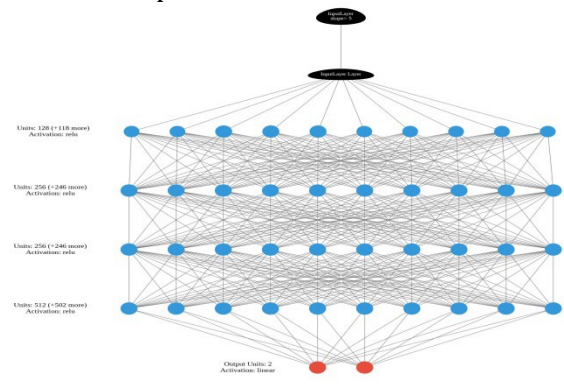 InputLayer
shape= 5
InputLayer Layer
Units: 128 (+118 more)
Activation: relu
Units: 256 (+246 more)
Activation: relu
Units: 256 (+246 more)
Activation: relu
Units: 512 (+502 more)
Activation: relu
Output Units: 2
Activation: linear